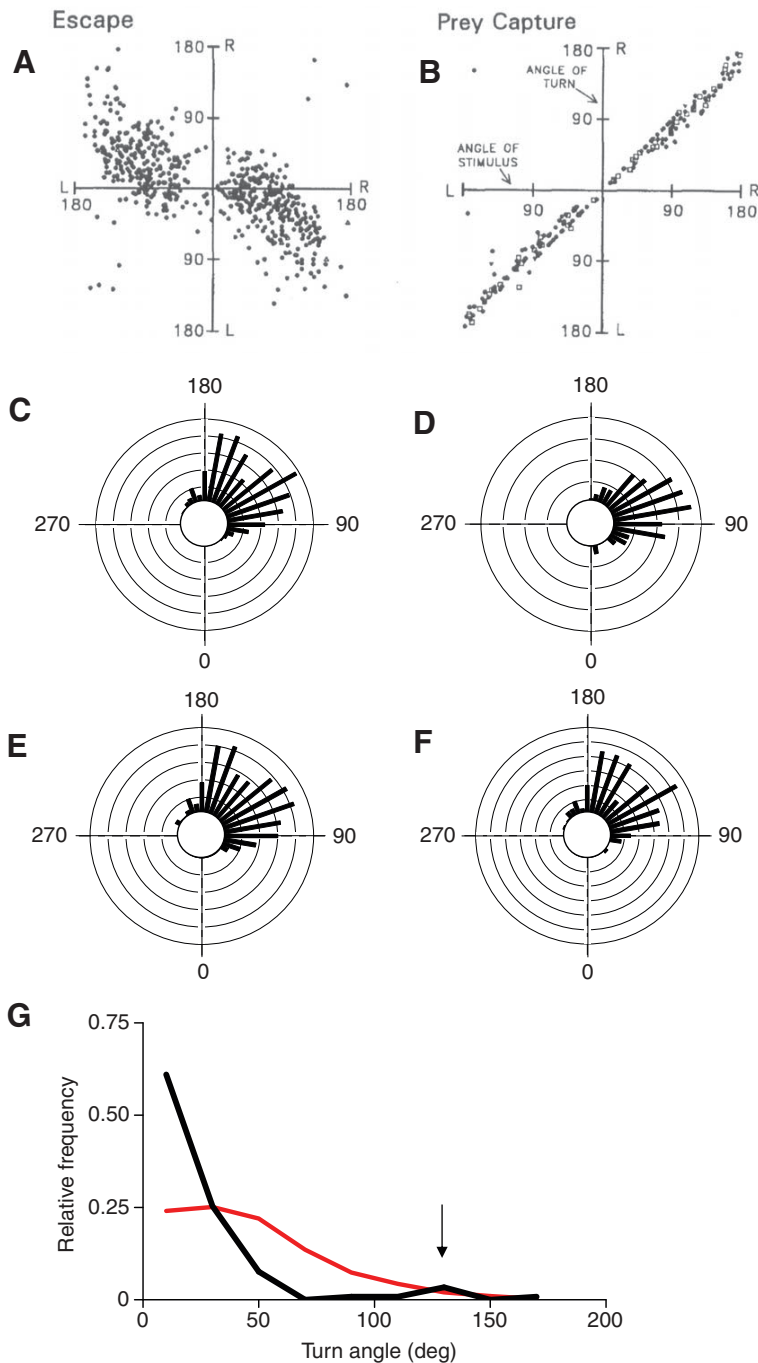 Escape
Prey Capture
A
180
R
90
L
180
R
180
90
180
L
B
180
R
ANGLE OF
TURN
90
ANGLE OF
STIMULUS
L
180
90
90
R
180
90
180
L
C
180
270
90
0
D
180
270
90
0
E
180
270
90
0
F
180
270
90
0
G
0.75
0.50
0.25
0
Relative frequency
0
50
100
150
200
Turn angle (deg)